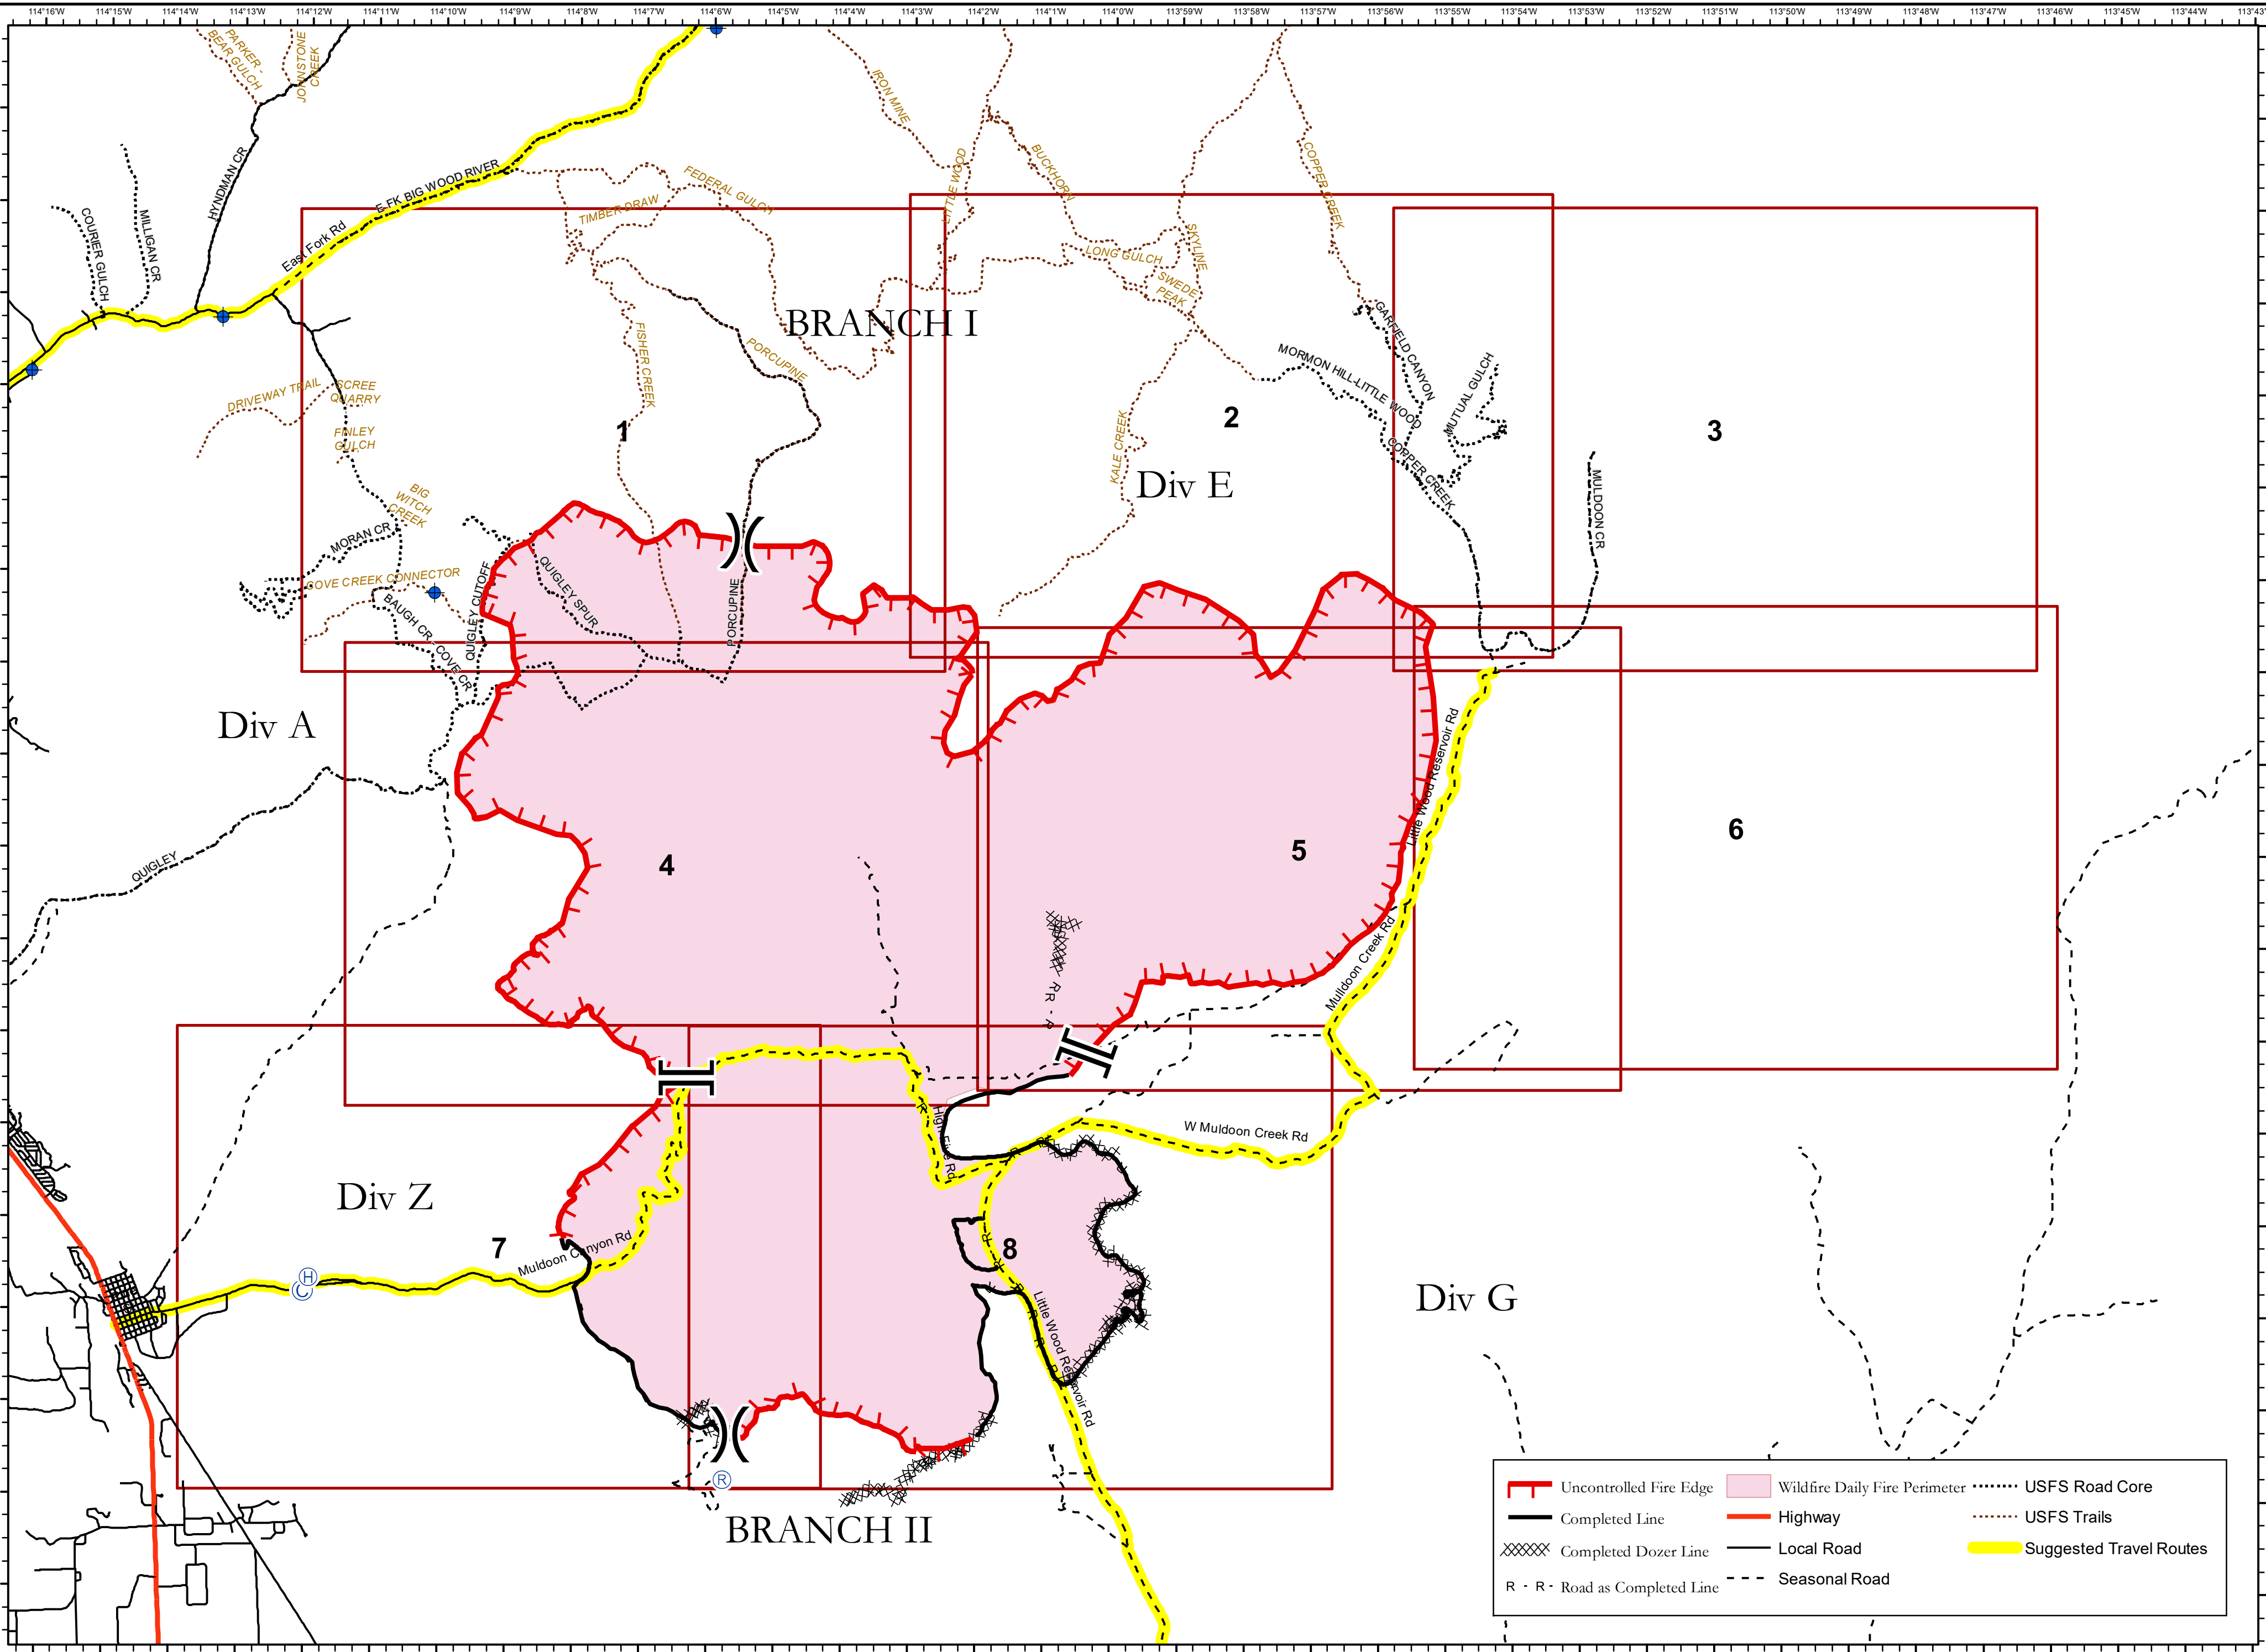 114°16'W 114°15'W 114°14'W 114°13'W 114°12'W 114°11'W 114°10'W 114°9'W 114°8'W 114°7'W 114°6'W 114°5'W 114°4'W 114°3'W 114°2'W 114°1'W 114°0'W 113°59'W 113°58'W 113°57'W 113°56'W 113°55'W 113°54'W 113°53'W 113°52'W 113°51'W 113°50'W 113°49'W 113°48'W 113°47'W 113°46'W 113°45'W 113°44'W 113°43'
PARKER -
BEAR GULCH
JOHNSTONE
CREEK
IRON MINE
HYNDMAN CR
E FK BIG WOOD RIVER
LITTLE WOOD
BUCKHORN
COPPER CREEK
COURIER GULCH
MILLIGAN CR
East Fork Rd
TIMBER DRAW
FEDERAL GULCH
LONG GULCH
SKYLINE
SWEDE
PEAK
BRANCH I
FISHER CREEK
PORCUPINE
GARFIELD CANYON
MORMON HILL-LITTLE WOOD
MUTUAL GULCH
DRIVEWAY TRAIL
SCREE
QUARRY
FINLEY
GULCH
1
2
3
KALE CREEK
COPPER CREEK
Div E
MULDOON CR
BIG
WITCH
CREEK
MORAN CR
COVE CREEK CONNECTOR
BAUGH CR - COVE CR
QUIGLEY CUTOFF
QUIGLEY SPUR
PORCUPINE
Div A
Little Wood Reservoir Rd
QUIGLEY
4
5
6
Muldoon Creek Rd
R
R
-
R
R
High Five Rd
W Muldoon Creek Rd
R
R
Div Z
7
Muldoon Canyon Rd
8
R
R
R
R
R
R
R
H
C
Little Wood Reservoir Rd
Div G
R
BRANCH II
Uncontrolled Fire Edge
Completed Line
Completed Dozer Line
R - R - Road as Completed Line
Wildfire Daily Fire Perimeter
Highway
Local Road
Seasonal Road
USFS Road Core
USFS Trails
Suggested Travel Routes